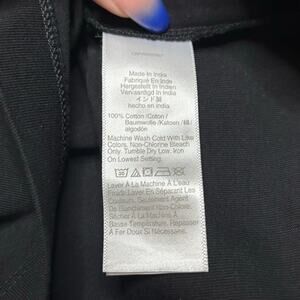 Made In India
Fabriqué En Inde
Hergestellt In Indien
Vervaardigd In India
インド製
hecho en India
100% Cotton /Coton /
Baumwolle /Katoen /綿/
algodón
Machine Wash Cold With Like
Colors. Non-Chlorine Bleach
Only. Tumble Dry Low. Iron
On Lowest Setting.
Laver À La Machine À L'eau
Froide Laver En Séparant Les
Couleurs. Seulement Agent
De Blanchiment Non-Chlore.
Sécher À La Machine À
Basse Température. Repasser
À Fer Doux Si Nécessaire.